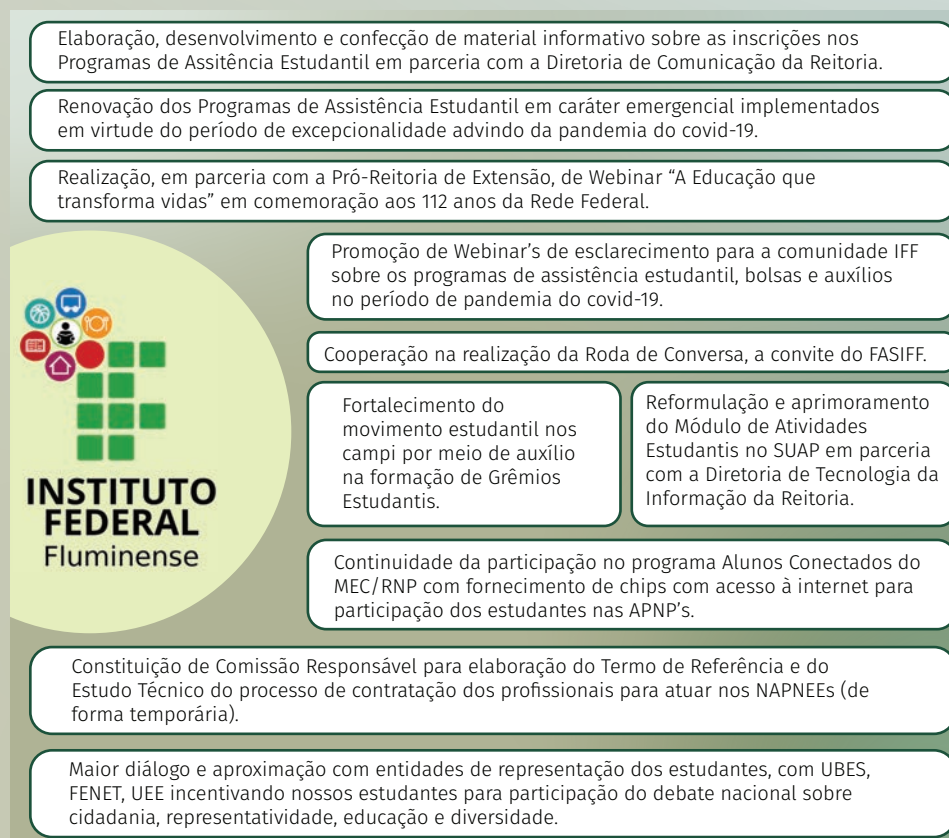 Elaboração, desenvolvimento e confecção de material informativo sobre as inscrições nos
Programas de Assitência Estudantil em parceria com a Diretoria de Comunicação da Reitoria.
Renovação dos Programas de Assistência Estudantil em caráter emergencial implementados
em virtude do período de excepcionalidade advindo da pandemia do covid-19.
Realização, em parceria com a Pró-Reitoria de Extensão, de Webinar “A Educação que
transforma vidas” em comemoração aos 112 anos da Rede Federal.
Promoção de Webinar’s de esclarecimento para a comunidade IFF
sobre os programas de assistência estudantil, bolsas e auxílios
no período de pandemia do covid-19.
Cooperação na realização da Roda de Conversa, a convite do FASIFF.
Fortalecimento do
movimento estudantil nos
campi por meio de auxílio
na formação de Grêmios
Estudantis.
Reformulação e aprimoramento
do Módulo de Atividades
Estudantis no SUAP em parceria
com a Diretoria de Tecnologia da
Informação da Reitoria.
INSTITUTO
FEDERAL
Fluminense
Continuidade da participação no programa Alunos Conectados do
MEC/RNP com fornecimento de chips com acesso à internet para
participação dos estudantes nas APNP’s.
Constituição de Comissão Responsável para elaboração do Termo de Referência e do
Estudo Técnico do processo de contratação dos profissionais para atuar nos NAPNEEs (de
forma temporária).
Maior diálogo e aproximação com entidades de representação dos estudantes, com UBES,
FENET, UEE incentivando nossos estudantes para participação do debate nacional sobre
cidadania, representatividade, educação e diversidade.